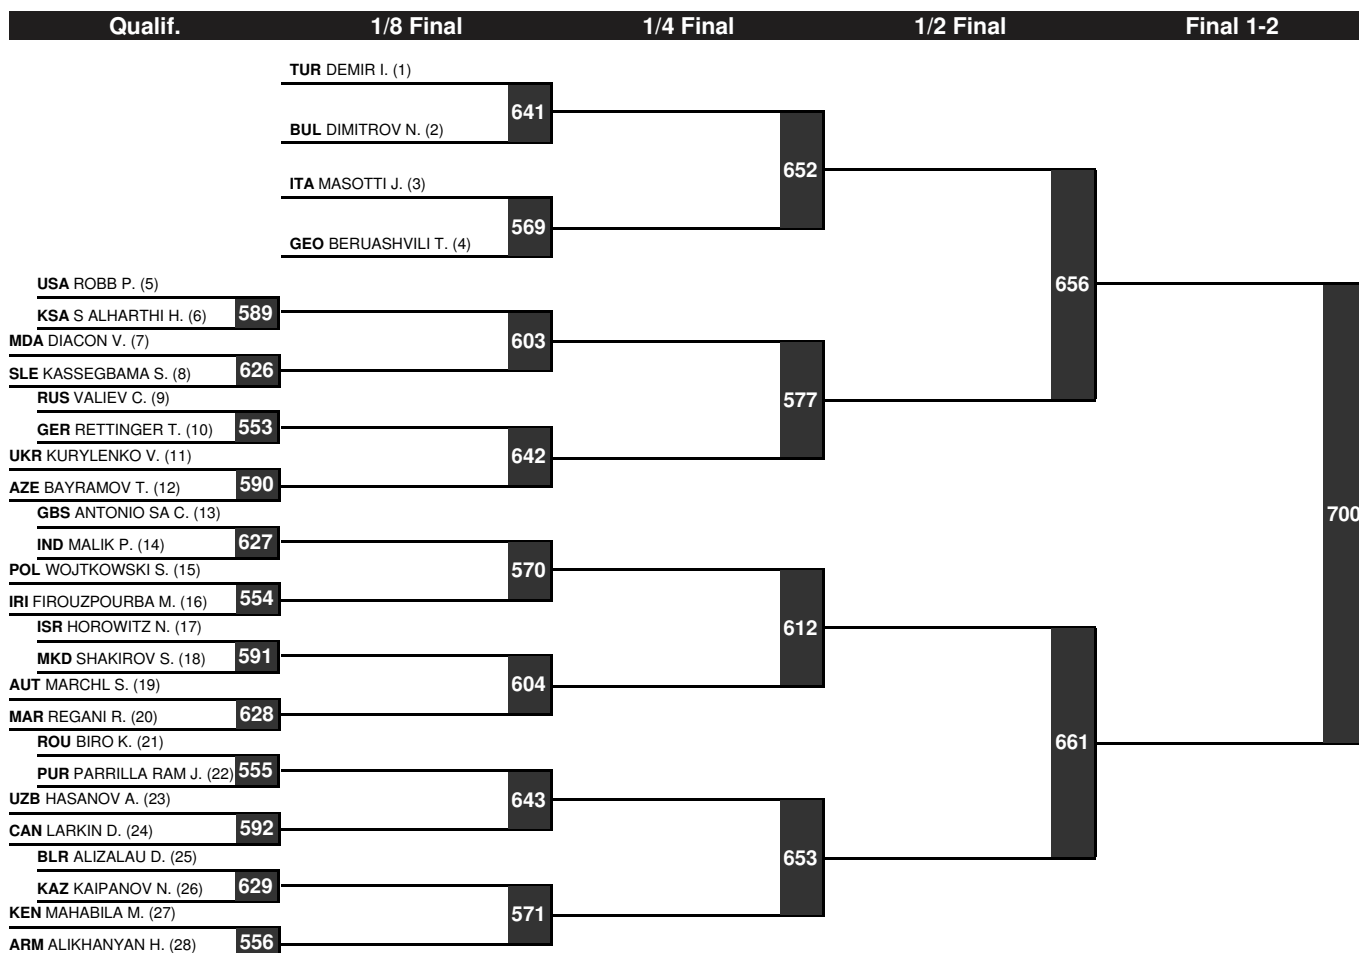 Qualif. 1/8 Final 1/4 Final 1/2 Final Final 1-2
TUR DEMIR I. (1)
641
BUL DIMITROV N. (2)
652
ITA MASOTTI J. (3)
569
GEO BERUASHVILI T. (4)
USA ROBB P. (5)
656
KSA S ALHARTHI H. (6) 589
MDA DIACON V. (7)
603
SLE KASSEGBAMA S. (8) 626
RUS VALIEV C. (9)
577
GER RETTINGER T. (10) 553
UKR KURYLENKO V. (11)
642
AZE BAYRAMOV T. (12) 590
GBS ANTONIO SA C. (13)
700
IND MALIK P. (14) 627
POL WOJTKOWSKI S. (15)
570
IRI FIROUZPOURBA M. (16) 554
ISR HOROWITZ N. (17)
612
MKD SHAKIROV S. (18) 591
AUT MARCHL S. (19)
604
MAR REGANI R. (20) 628
ROU BIRO K. (21)
661
PUR PARRILLA RAM J. (22) 555
UZB HASANOV A. (23)
643
CAN LARKIN D. (24) 592
BLR ALIZALAU D. (25)
653
KAZ KAIPANOV N. (26) 629
KEN MAHABILA M. (27)
571
ARM ALIKHANYAN H. (28) 556